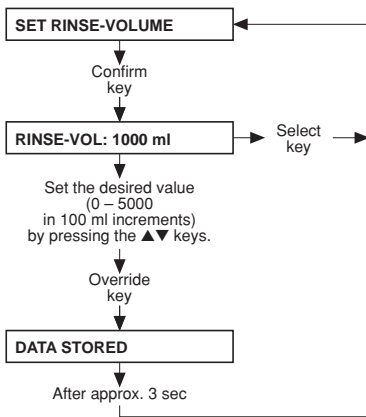 SET RINSE-VOLUME
Confirm
key
RINSE-VOL: 1000 ml
Select
key
Set the desired value
(0 – 5000
in 100 ml increments)
by pressing the ▲▼ keys.
Override
key
DATA STORED
After approx. 3 sec